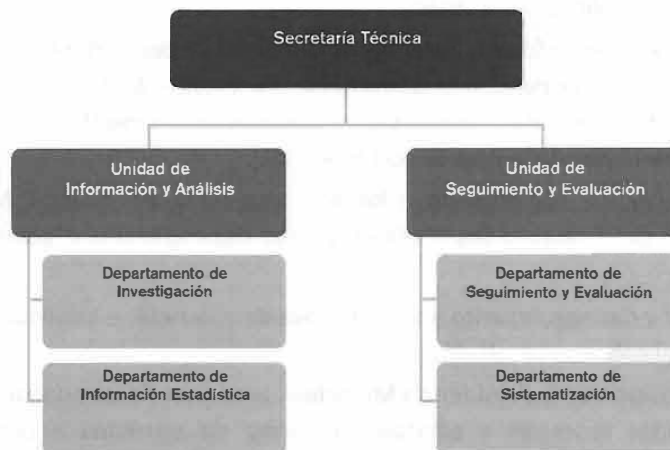 Secretaría Técnica
Unidad de
Información y Análisis
Unidad de
Seguimiento y Evaluación
Departamento de
Investigación
Departamento de
Seguimiento y Evaluación
Departamento de
Información Estadística
Departamento de
Sistematización